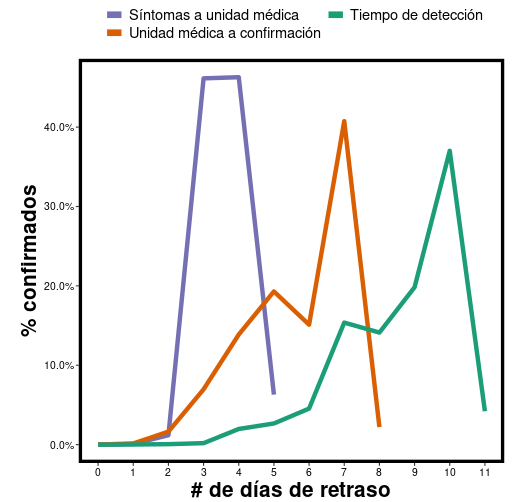 Síntomas a unidad médica
Tiempo de detección
Unidad médica a confirmación
% confirmados
40.0%
30.0%
20.0%
10.0%
0.0%
0 1 2 3 4 5 6 7 8 9 10 11
# de días de retraso